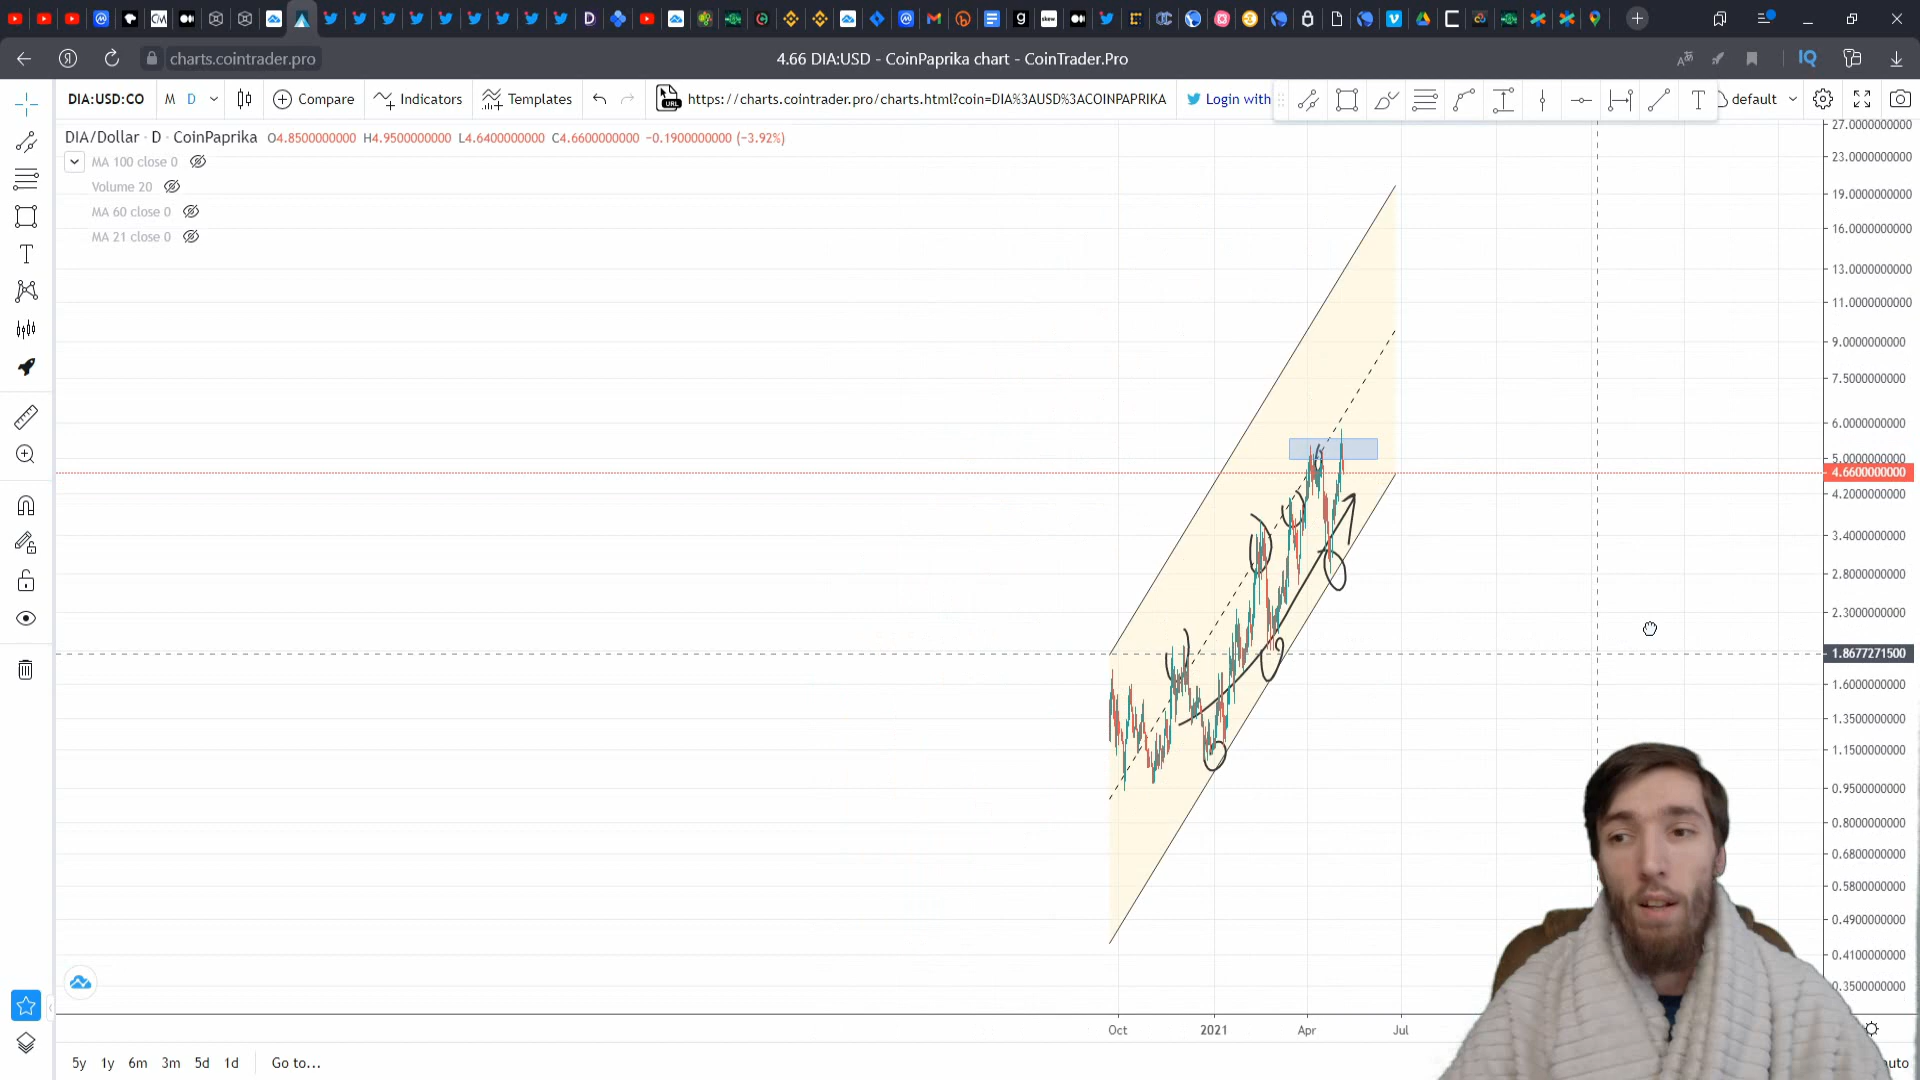 charts.cointrader.pro
4.66 DIA:USD - CoinPaprika chart - CoinTrader.Pro
IQ
DIA:USD:CO M D Compare Indicators Templates URL https://charts.cointrader.pro/charts.html?coin=DIA%3AUSD%3ACOINPAPRIKA Login with default
DIA/Dollar · D · CoinPaprika O4.8500000000 H4.9500000000 L4.6400000000 C4.6600000000 −0.1900000000 (−3.92%)
MA 100 close 0
Volume 20
MA 60 close 0
MA 21 close 0
27.0000000000
23.0000000000
19.0000000000
16.0000000000
13.0000000000
11.0000000000
9.0000000000
7.5000000000
6.0000000000
5.0000000000
4.6600000000
4.2000000000
3.4000000000
2.8000000000
2.3000000000
1.8677271500
1.6000000000
1.3500000000
1.1500000000
0.9500000000
0.8000000000
0.6800000000
0.5800000000
0.4900000000
0.4100000000
0.3500000000
Oct 2021 Apr Jul
5y 1y 6m 3m 5d 1d Go to...